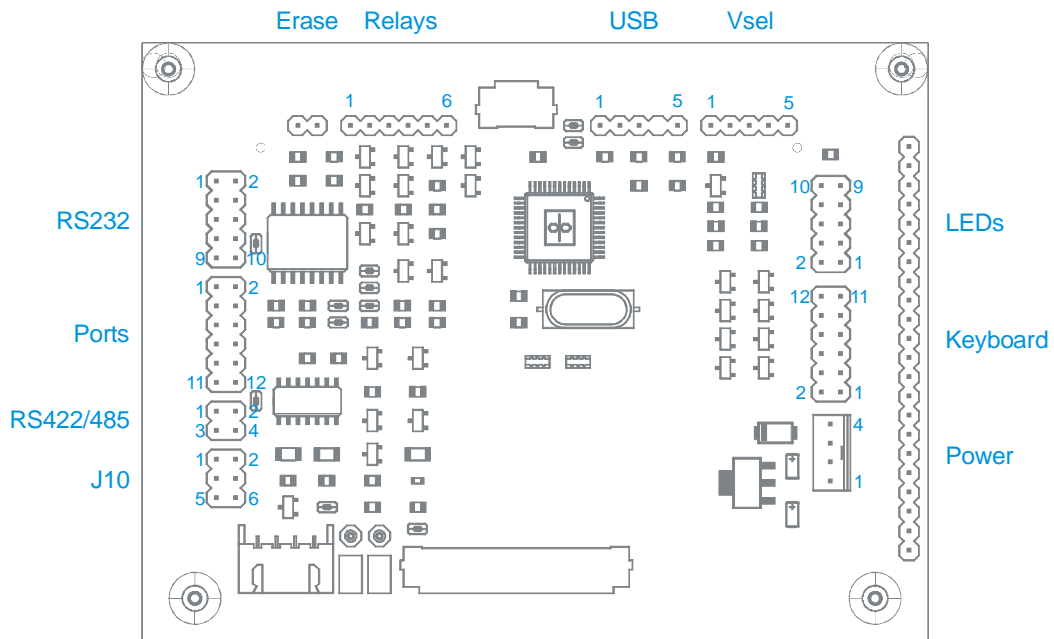 Erase Relays USB Vsel
1 6 1 5 1 5
1 2 10 9
RS232 LEDs
9 10 2 1
1 2 12 11
Ports Keyboard
11 12 2 1
RS422/485 1 2
3 4 4
Power
J10 1 2
5 6 1